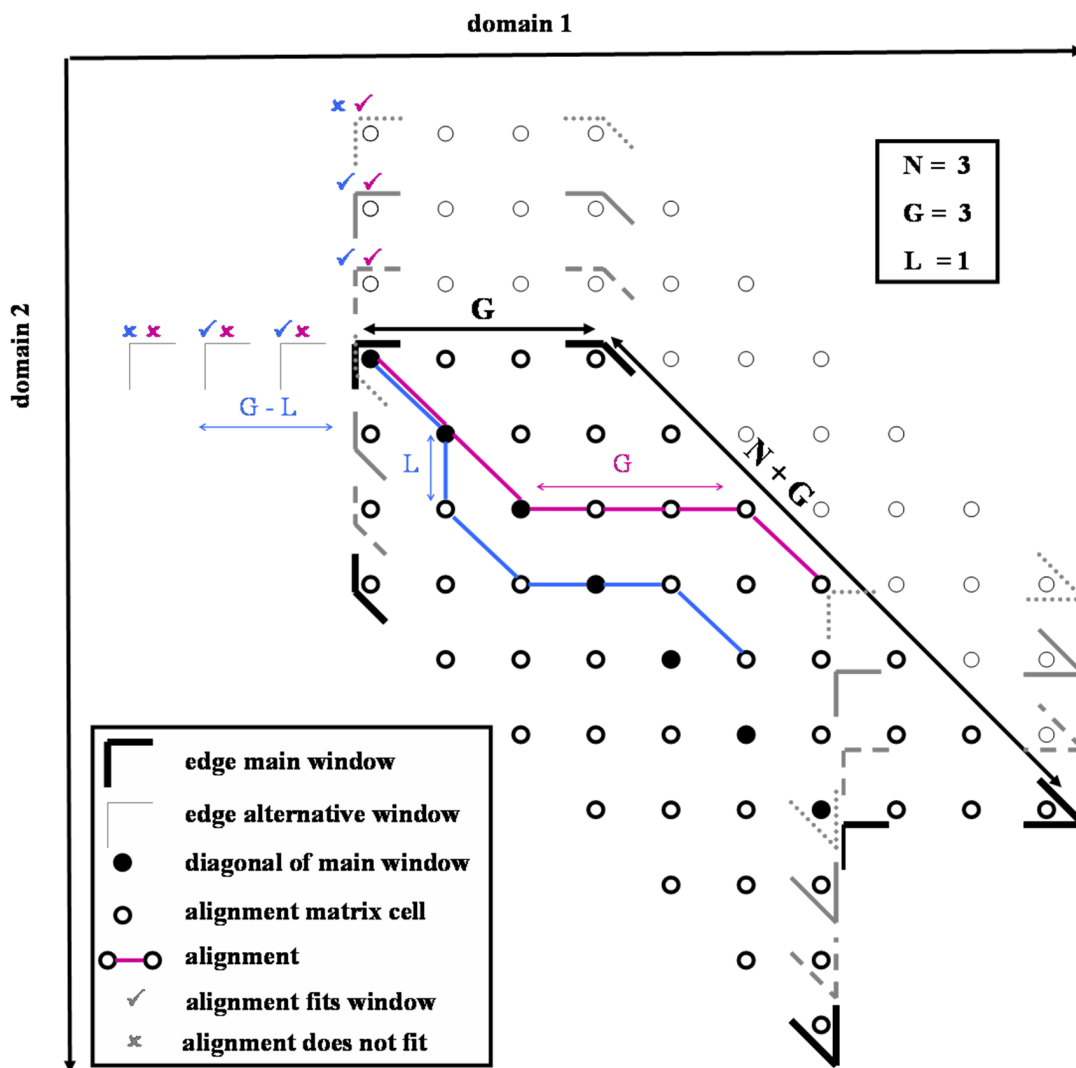 domain 1
domain 2
N = 3
G = 3
L = 1
G
G - L
L
G
N + G
edge main window
edge alternative window
diagonal of main window
alignment matrix cell
alignment
alignment fits window
alignment does not fit